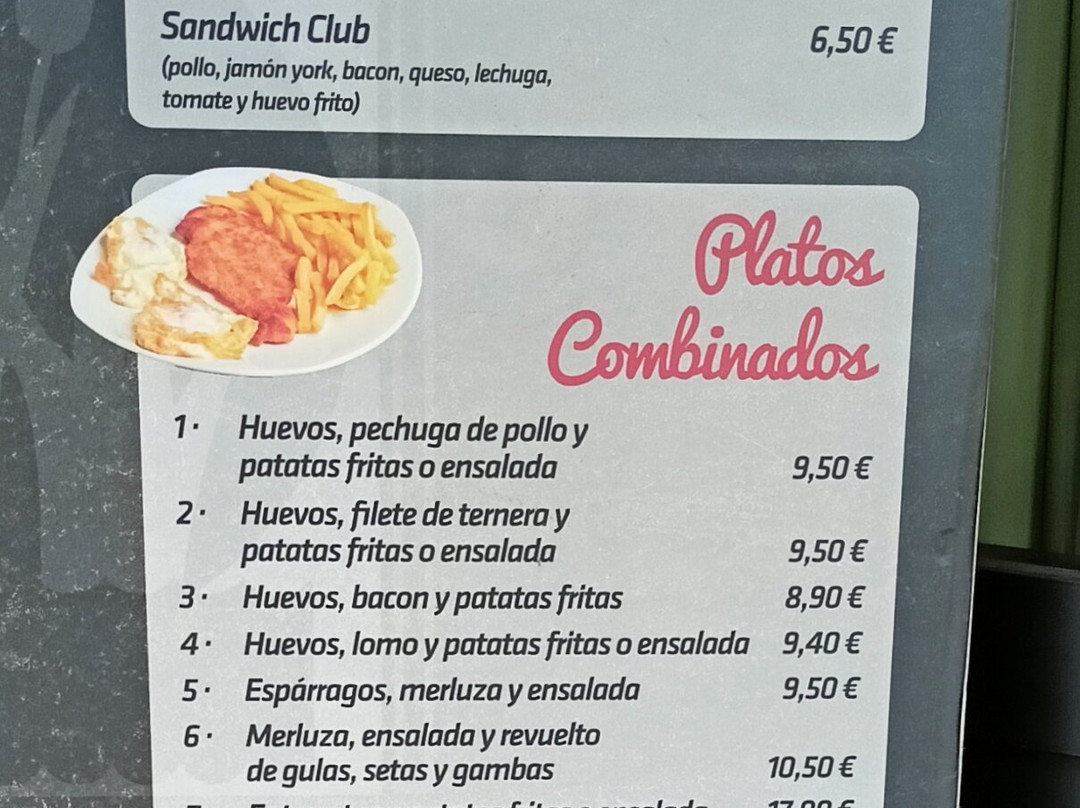 Sandwich Club 6,50 €
(pollo, jamón york, bacon, queso, lechuga,
tomate y huevo frito)
Platos
Combinados
1· Huevos, pechuga de pollo y
patatas fritas o ensalada 9,50 €
2· Huevos, filete de ternera y
patatas fritas o ensalada 9,50 €
3· Huevos, bacon y patatas fritas 8,90 €
4· Huevos, lomo y patatas fritas o ensalada 9,40 €
5· Espárragos, merluza y ensalada 9,50 €
6· Merluza, ensalada y revuelto
de gulas, setas y gambas 10,50 €